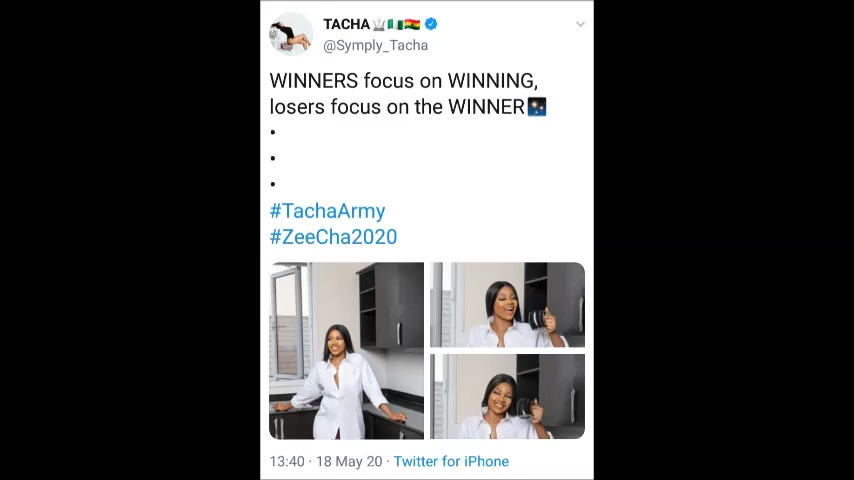 TACHA
@Symply_Tacha
WINNERS focus on WINNING,
losers focus on the WINNER
•
•
•
#TachaArmy
#ZeeCha2020
13:40 · 18 May 20 · Twitter for iPhone